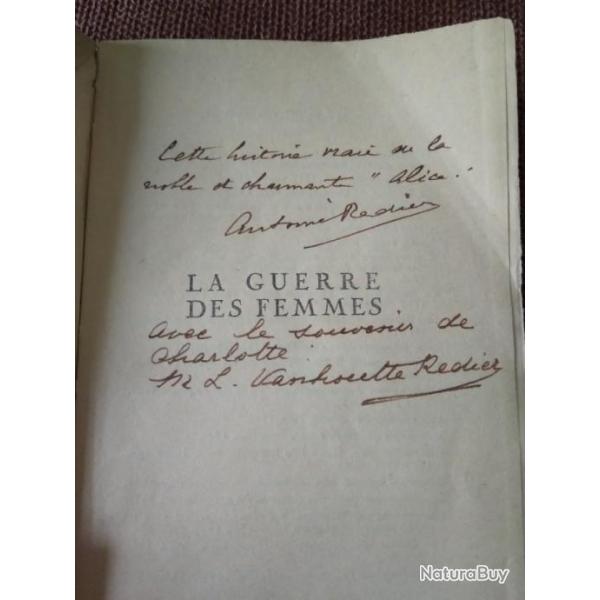 Cette histoire vraie de la
noble et charmante "Alice."
Antoine Redier
LA GUERRE
DES FEMMES
avec le souvenir de
Charlotte.
M L. Vanhoutte Redier
NaturaBuy